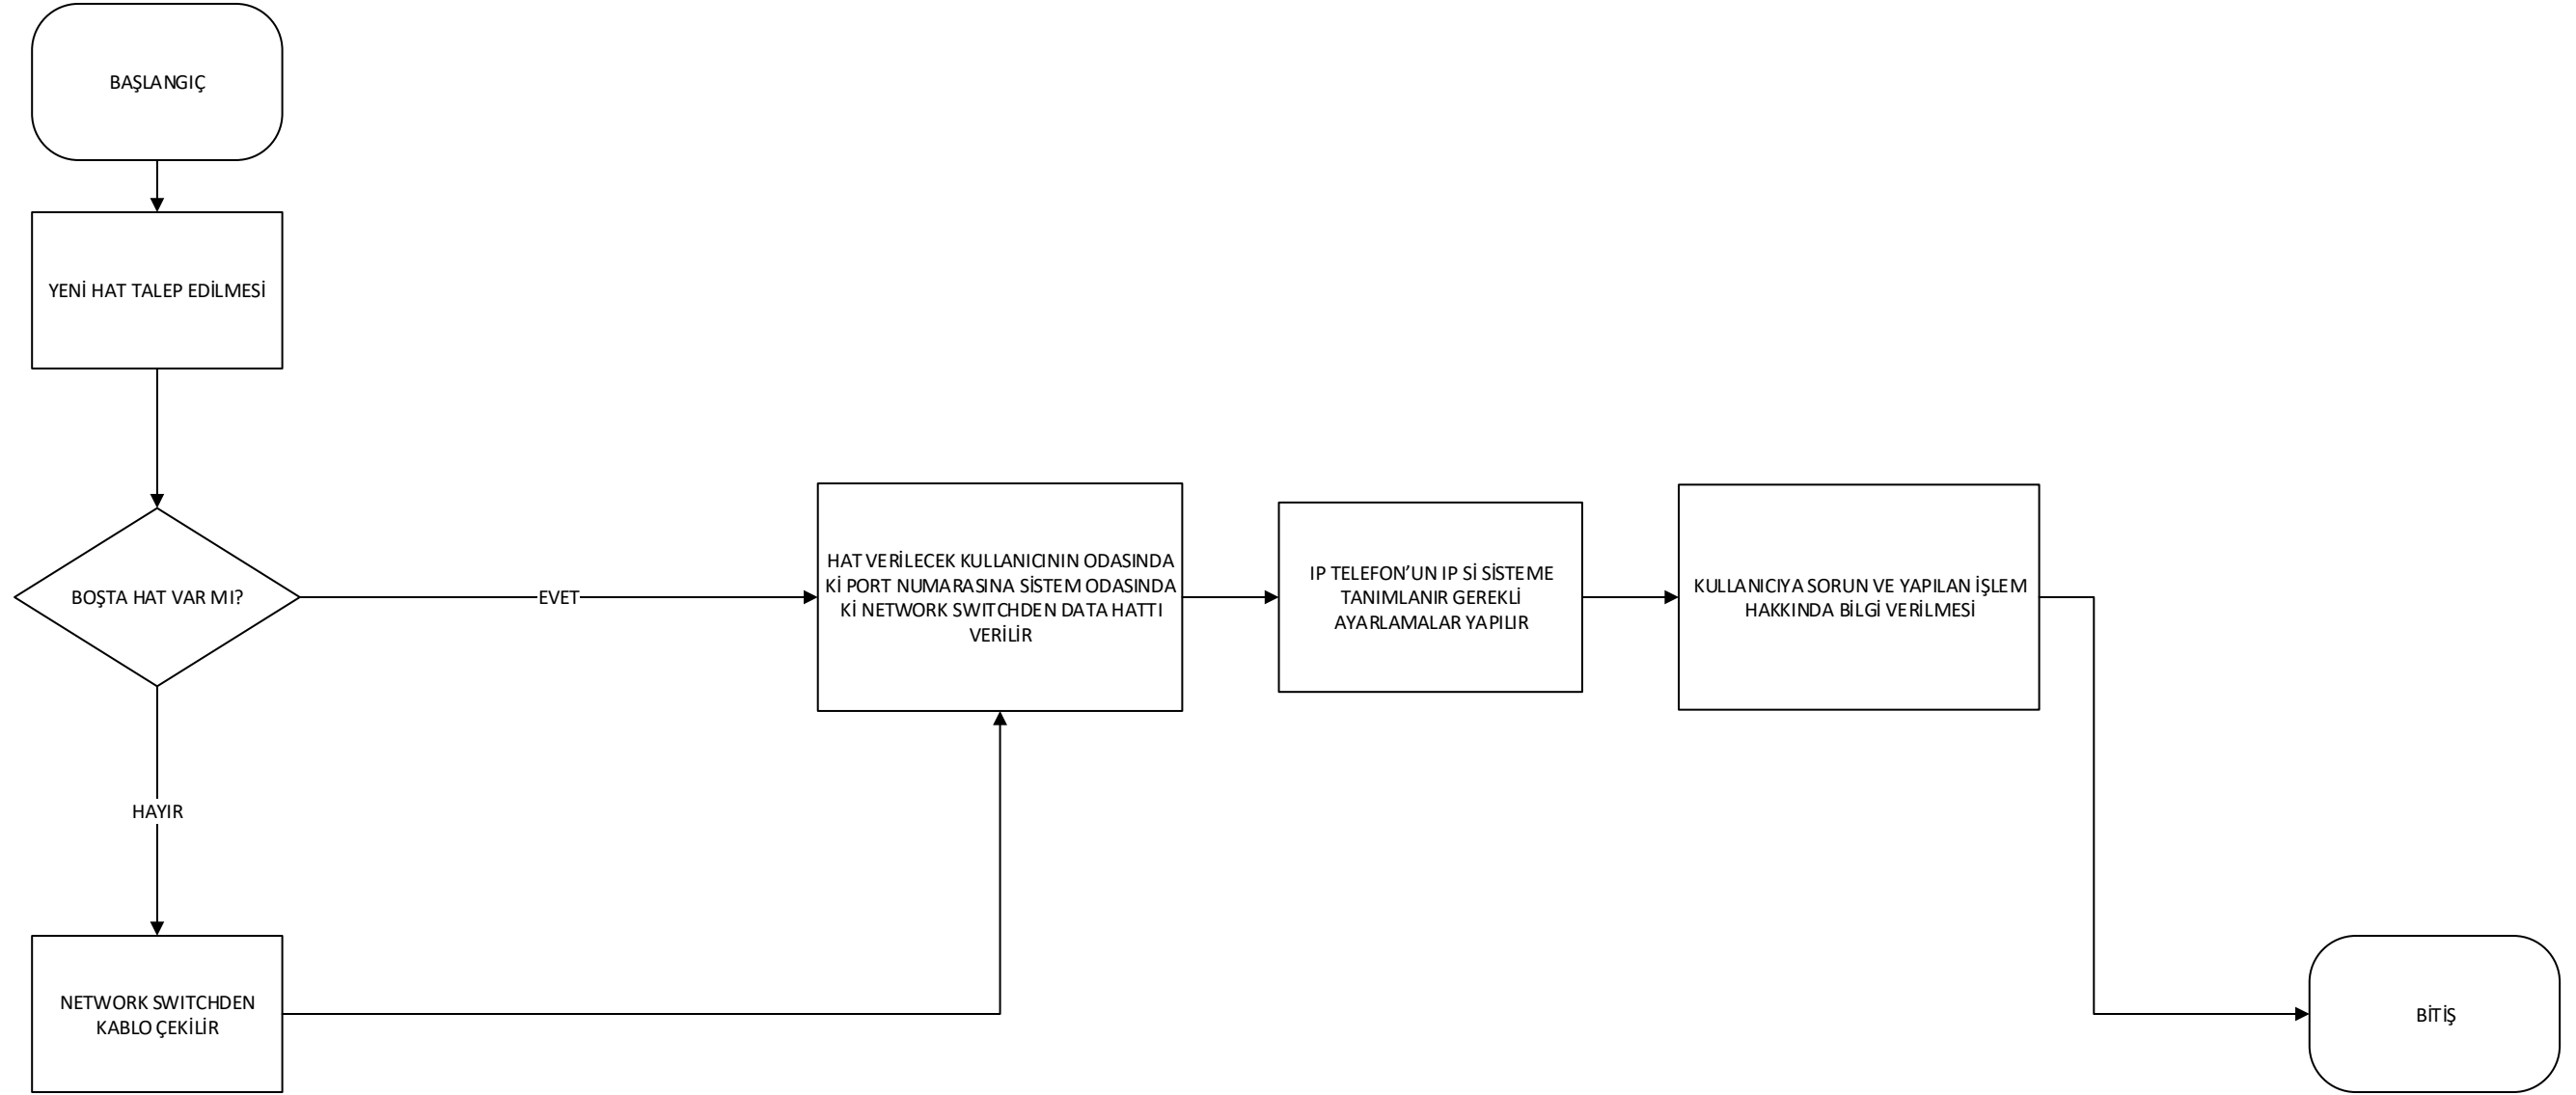 BAŞLANGIÇ
YENİ HAT TALEP EDİLMESİ
BOŞTA HAT VAR MI?
EVET
HAT VERİLECEK KULLANICININ ODASINDA
Kİ PORT NUMARASINA SİSTEM ODASINDA
Kİ NETWORK SWITCHDEN DATA HATTI
VERİLİR
IP TELEFON’UN IP Sİ SİSTEME
TANIMLANIR GEREKLİ
AYARLAMALAR YAPILIR
KULLANICIYA SORUN VE YAPILAN İŞLEM
HAKKINDA BİLGİ VERİLMESİ
HAYIR
NETWORK SWITCHDEN
KABLO ÇEKİLİR
BİTİŞ